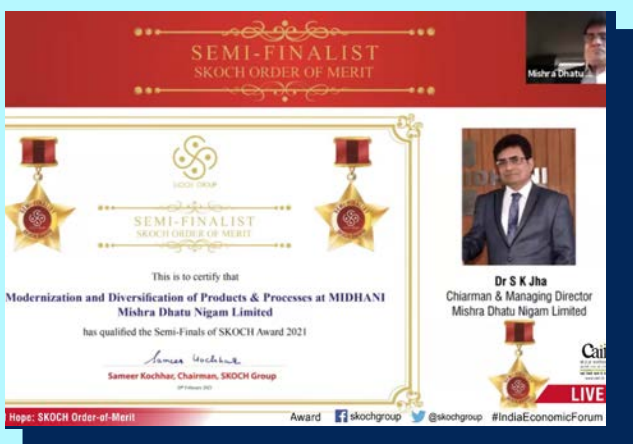 SEMI-FINALIST
SKOCH ORDER OF MERIT
Mishra Dhatu
SKOCH GROUP
SEMI-FINALIST
SKOCH ORDER OF MERIT
This is to certify that
Modernization and Diversification of Products & Processes at MIDHANI
Mishra Dhatu Nigam Limited
has qualified the Semi-Finals of SKOCH Award 2021
Sameer Kochhar
Sameer Kochhar, Chairman, SKOCH Group
Dr S K Jha
Chiarman & Managing Director
Mishra Dhatu Nigam Limited
LIVE
Hope: SKOCH Order-of-Merit
Award
skochgroup
@skochgroup
#IndiaEconomicForum